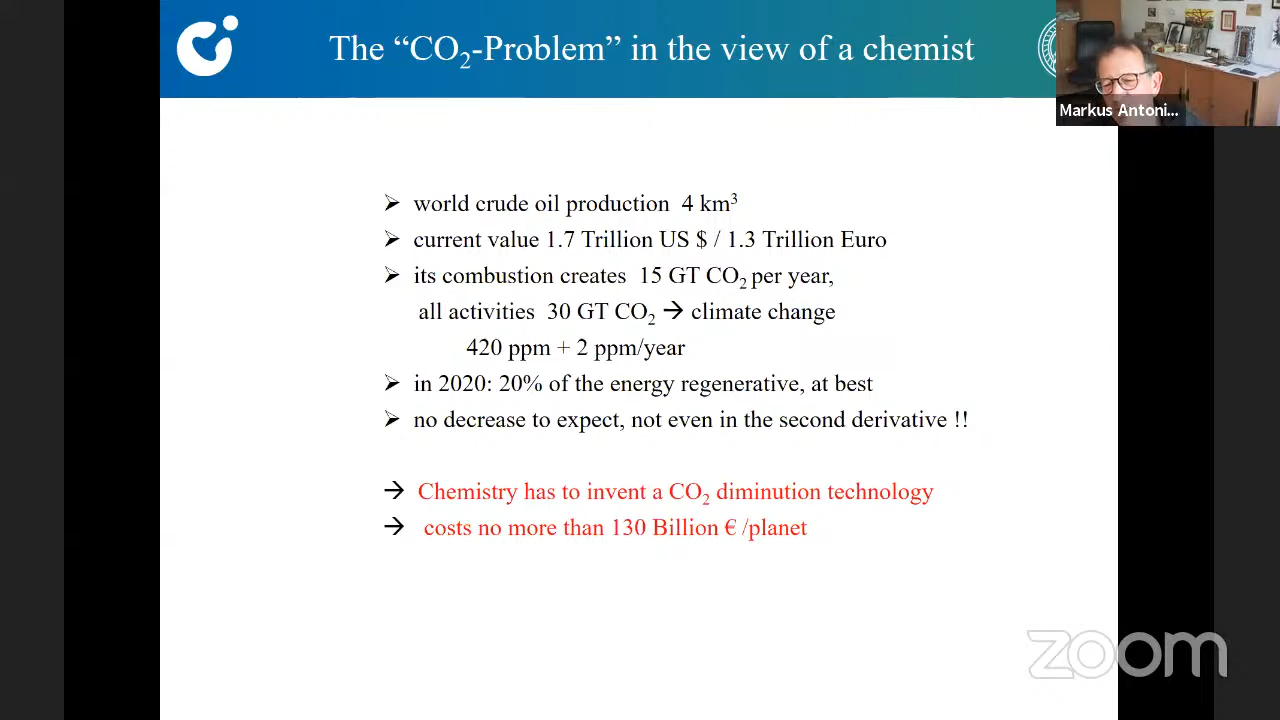 The “CO₂-Problem” in the view of a chemist
Markus Antoni...
➢ world crude oil production 4 km³
➢ current value 1.7 Trillion US $ / 1.3 Trillion Euro
➢ its combustion creates 15 GT CO₂ per year,
all activities 30 GT CO₂ → climate change
420 ppm + 2 ppm/year
➢ in 2020: 20% of the energy regenerative, at best
➢ no decrease to expect, not even in the second derivative !!
→ Chemistry has to invent a CO₂ diminution technology
→ costs no more than 130 Billion € /planet
zoom